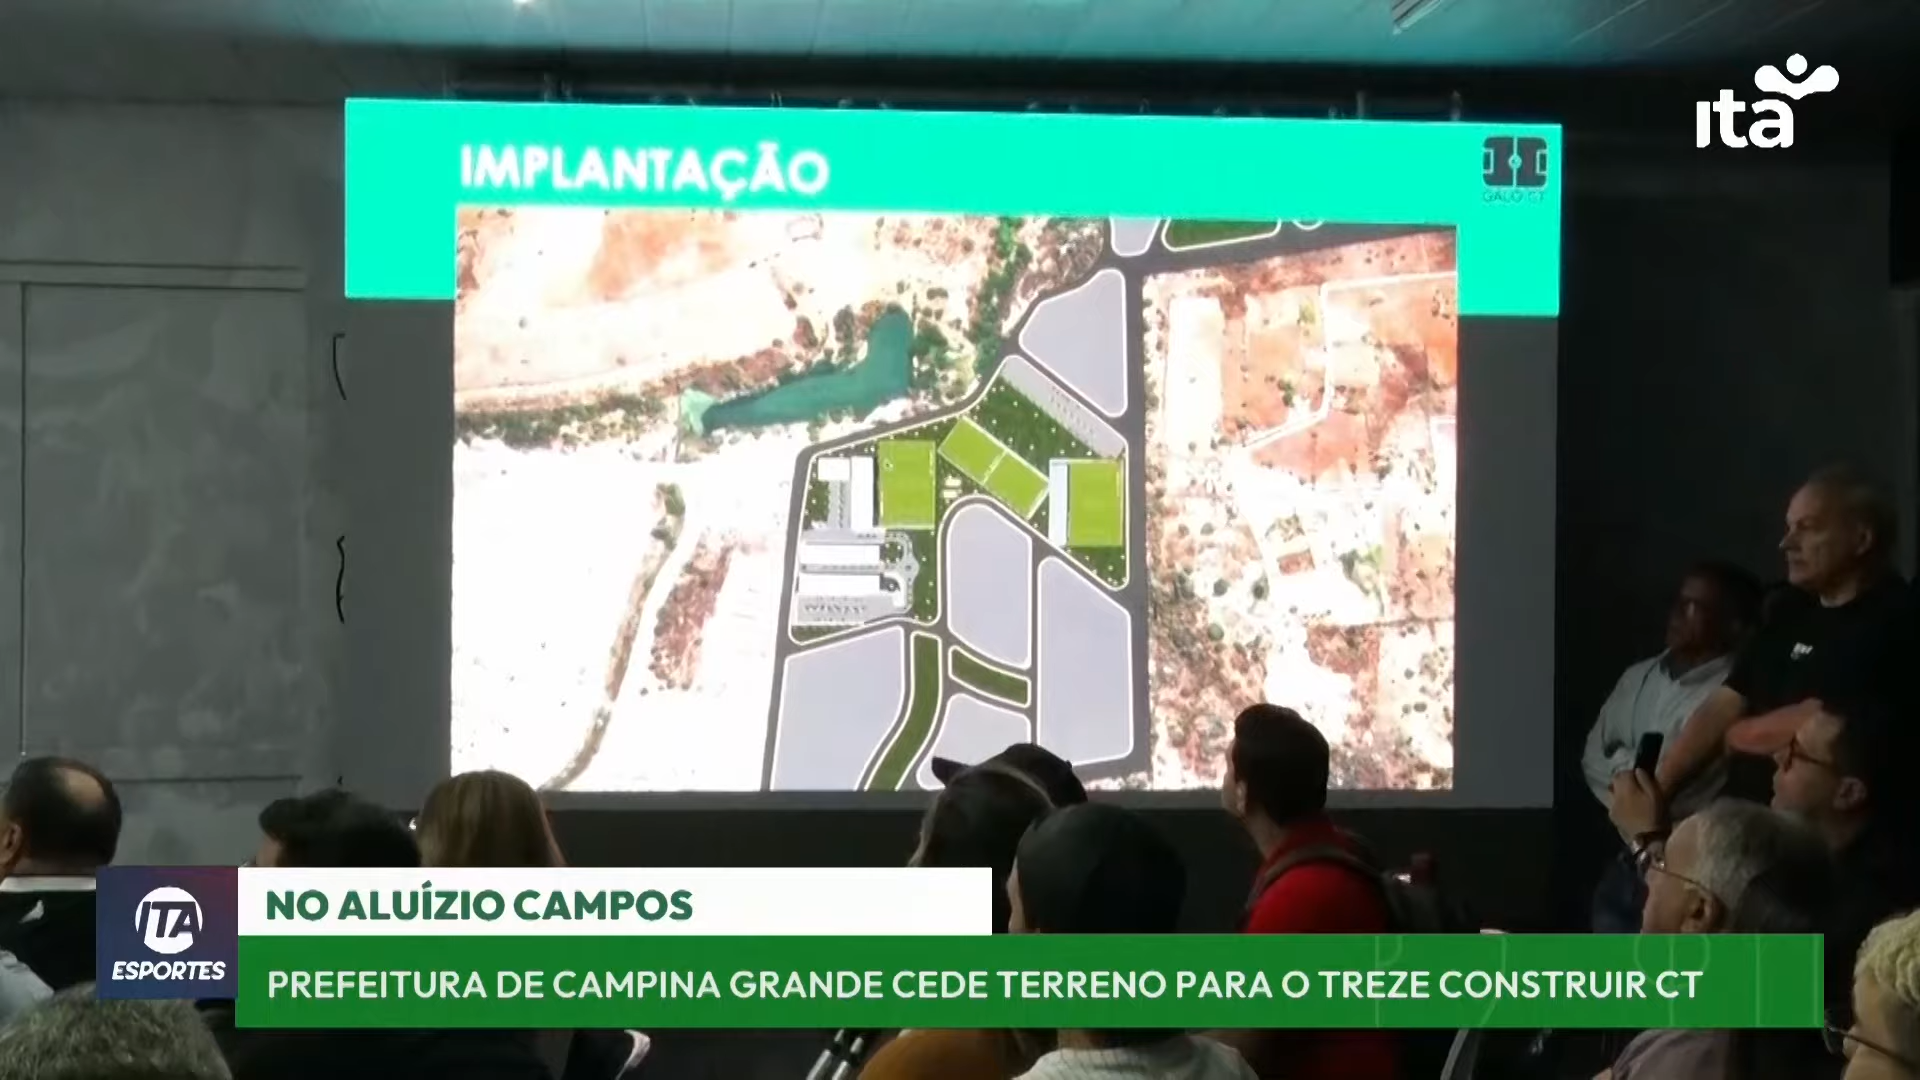 ita
IMPLANTAÇÃO
GALO CT
NO ALUÍZIO CAMPOS
ITA
ESPORTES
PREFEITURA DE CAMPINA GRANDE CEDE TERRENO PARA O TREZE CONSTRUIR CT